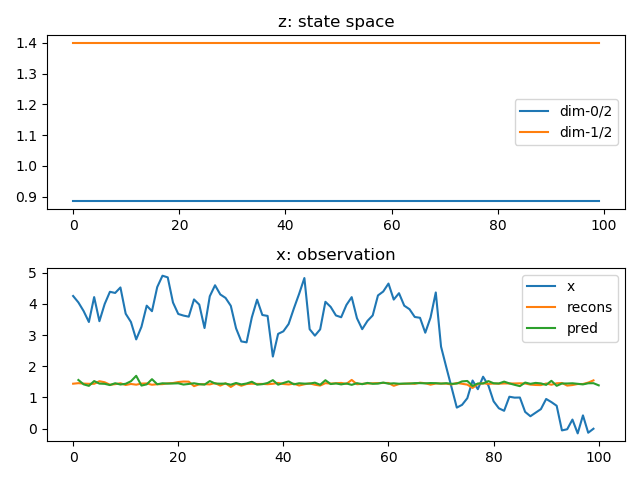 z: state space
1.4
1.3
1.2
1.1
1.0
0.9
dim-0/2
dim-1/2
0 20 40 60 80 100
x: observation
5
4
3
2
1
0
x
recons
pred
0 20 40 60 80 100